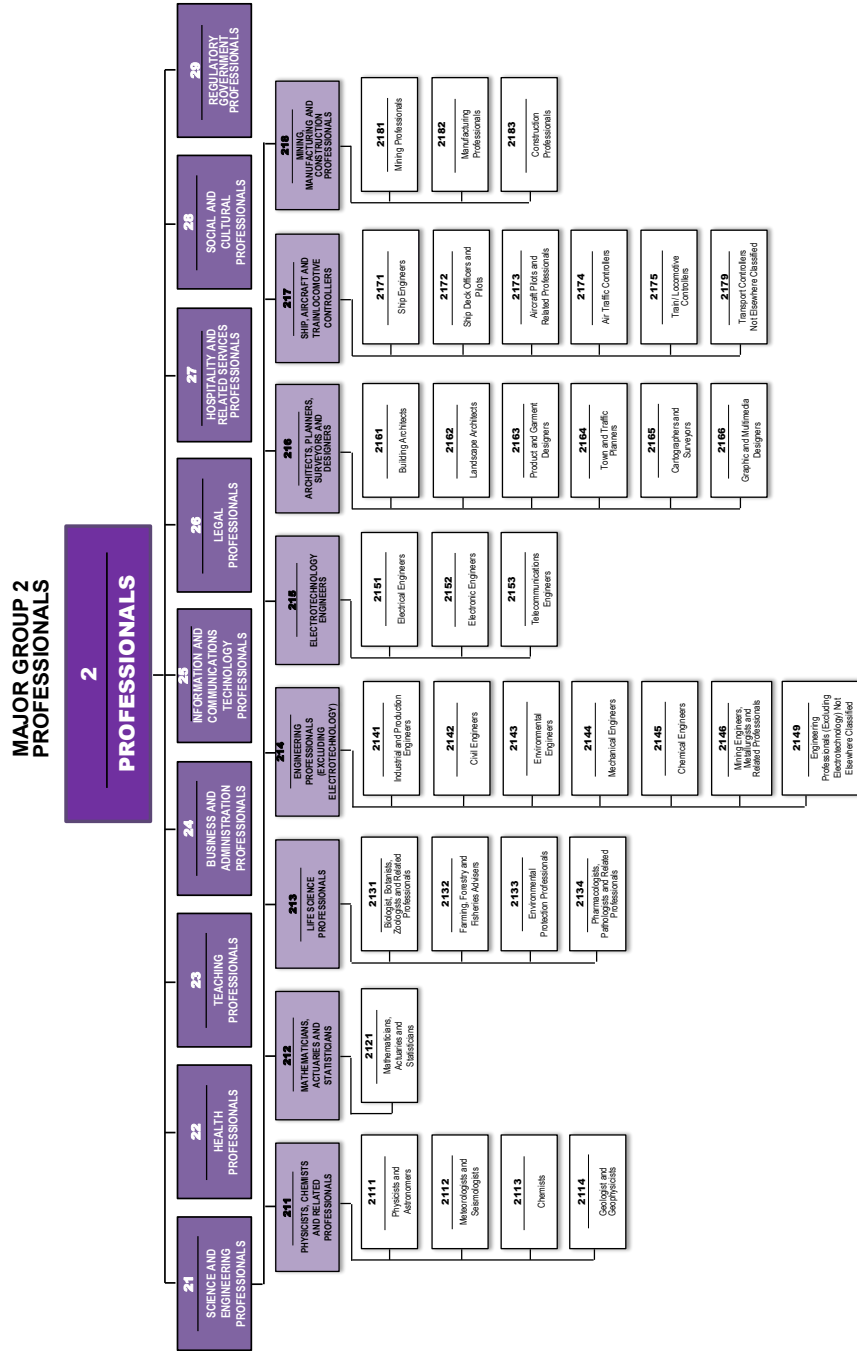 MAJOR GROUP 2
PROFESSIONALS
2
PROFESSIONALS
21
SCIENCE AND
ENGINEERING
PROFESSIONALS
22
HEALTH
PROFESSIONALS
23
TEACHING
PROFESSIONALS
24
BUSINESS AND
ADMINISTRATION
PROFESSIONALS
25
INFORMATION AND
COMMUNICATIONS
TECHNOLOGY
PROFESSIONALS
26
LEGAL
PROFESSIONALS
27
HOSPITALITY AND
RELATED SERVICES
PROFESSIONALS
28
SOCIAL AND
CULTURAL
PROFESSIONALS
29
REGULATORY
GOVERNMENT
PROFESSIONALS
211
PHYSICISTS, CHEMISTS
AND RELATED
PROFESSIONALS
2111
Physicists and
Astronomers
2112
Meteorologists and
Seismologists
2113
Chemists
2114
Geologist and
Geophysicists
212
MATHEMATICIANS,
ACTUARIES AND
STATISTICIANS
2121
Mathematicians,
Actuaries and
Statisticians
213
LIFE SCIENCE
PROFESSIONALS
2131
Biologist, Botanists,
Zoologists and Related
Professionals
2132
Farming, Forestry and
Fisheries Advisers
2133
Environmental
Protection Professionals
2134
Pharmacologists,
Pathologists and Related
Professionals
214
ENGINEERING
PROFESSIONALS
(EXCLUDING
ELECTROTECHNOLOGY)
2141
Industrial and Production
Engineers
2142
Civil Engineers
2143
Environmental
Engineers
2144
Mechanical Engineers
2145
Chemical Engineers
2146
Mining Engineers,
Metallurgists and
Related Professionals
2149
Engineering
Professionals (Excluding
Electrotechnology) Not
Elsewhere Classified
215
ELECTROTECHNOLOGY
ENGINEERS
2151
Electrical Engineers
2152
Electronic Engineers
2153
Telecommunications
Engineers
216
ARCHITECTS, PLANNERS,
SURVEYORS AND
DESIGNERS
2161
Building Architects
2162
Landscape Architects
2163
Product and Garment
Designers
2164
Town and Traffic
Planners
2165
Cartographers and
Surveyors
2166
Graphic and Multimedia
Designers
217
SHIP, AIRCRAFT AND
TRAIN/LOCOMOTIVE
CONTROLLERS
2171
Ship Engineers
2172
Ship Deck Officers and
Pilots
2173
Aircraft Pilots and
Related Professionals
2174
Air Traffic Controllers
2175
Train/ Locomotive
Controllers
2179
Transport Controllers
Not Elsewhere Classified
218
MINING,
MANUFACTURING AND
CONSTRUCTION
PROFESSIONALS
2181
Mining Professionals
2182
Manufacturing
Professionals
2183
Construction
Professionals